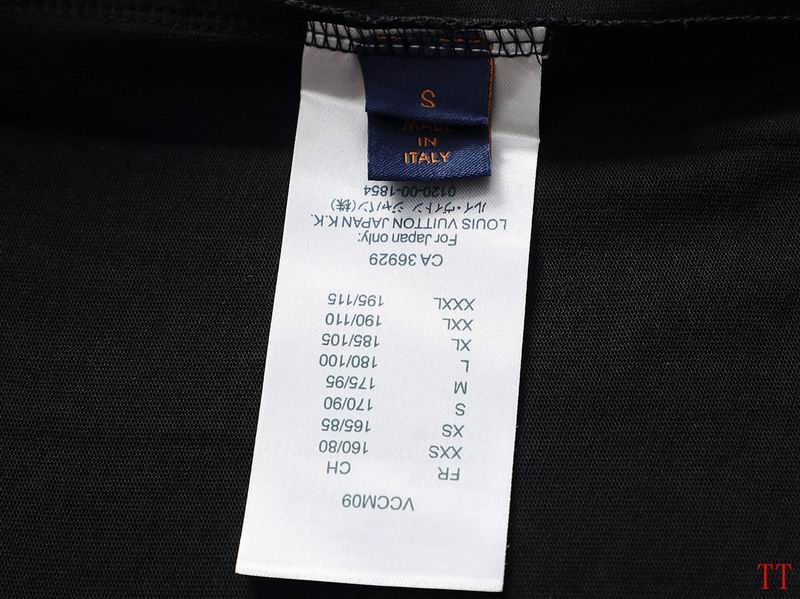 S
MADE
IN
ITALY
VCCM09
FR CH
XXS 160/80
XS 165/85
S 170/90
M 175/95
L 180/100
XL 185/105
XXL 190/110
XXXL 195/115
CA 36929
For Japan only:
LOUIS VUITTON JAPAN K.K.
ルイ・ヴィトン ジャパン(株)
0120-00-1854
TT